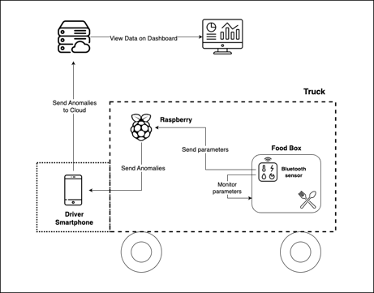 View Data on Dashboard
Send Anomalies
to Cloud
Truck
Raspberry
Food Box
Send parameters
Bluetooth
sensor
Send Anomalies
Monitor
parameters
Driver
Smartphone